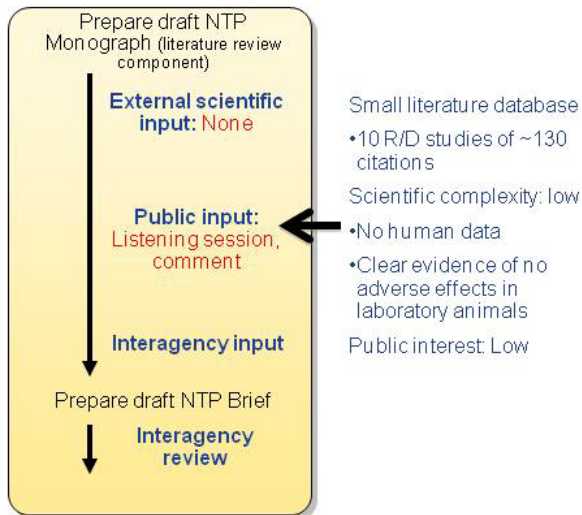 Prepare draft NTP
Monograph (literature review
component)
External scientific
input: None
Public input:
Listening session,
comment
Interagency input
Prepare draft NTP Brief
Interagency
review
Small literature database
•10 R/D studies of ~130
citations
Scientific complexity: low
•No human data
•Clear evidence of no
adverse effects in
laboratory animals
Public interest: Low